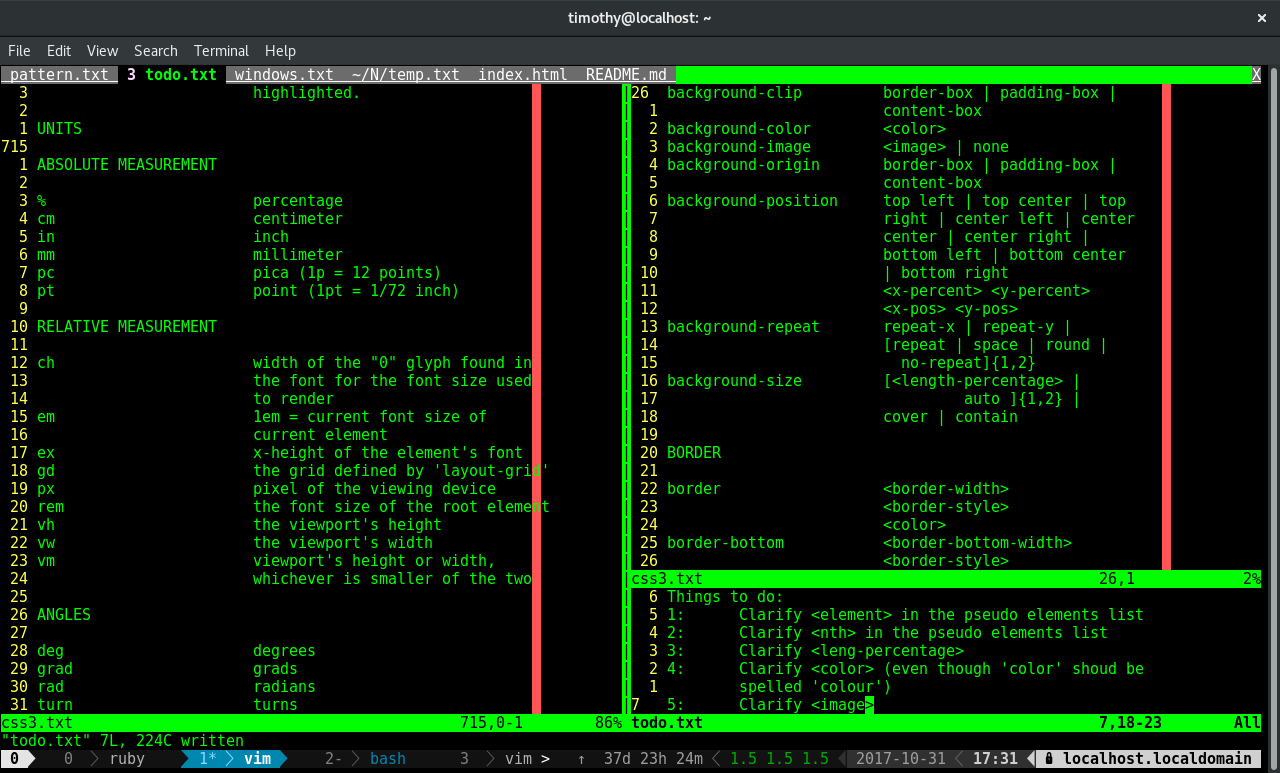 timothy@localhost: ~ ×
File Edit View Search Terminal Help
pattern.txt 3 todo.txt windows.txt ~/N/temp.txt index.html README.md X
3 highlighted.
2
1 UNITS
715
1 ABSOLUTE MEASUREMENT
2
3 % percentage
4 cm centimeter
5 in inch
6 mm millimeter
7 pc pica (1p = 12 points)
8 pt point (1pt = 1/72 inch)
9
10 RELATIVE MEASUREMENT
11
12 ch width of the "0" glyph found in
13 the font for the font size used
14 to render
15 em 1em = current font size of
16 current element
17 ex x-height of the element's font
18 gd the grid defined by 'layout-grid'
19 px pixel of the viewing device
20 rem the font size of the root element
21 vh the viewport's height
22 vw the viewport's width
23 vm viewport's height or width,
24 whichever is smaller of the two
25
26 ANGLES
27
28 deg degrees
29 grad grads
30 rad radians
31 turn turns
css3.txt 715,0-1 86%
26 background-clip border-box | padding-box |
1 content-box
2 background-color <color>
3 background-image <image> | none
4 background-origin border-box | padding-box |
5 content-box
6 background-position top left | top center | top
7 right | center left | center
8 center | center right |
9 bottom left | bottom center
10 | bottom right
11 <x-percent> <y-percent>
12 <x-pos> <y-pos>
13 background-repeat repeat-x | repeat-y |
14 [repeat | space | round |
15 no-repeat]{1,2}
16 background-size [<length-percentage> |
17 auto ]{1,2} |
18 cover | contain
19
20 BORDER
21
22 border <border-width>
23 <border-style>
24 <color>
25 border-bottom <border-bottom-width>
26 <border-style>
css3.txt 26,1 2%
6 Things to do:
5 1: Clarify <element> in the pseudo elements list
4 2: Clarify <nth> in the pseudo elements list
3 3: Clarify <leng-percentage>
2 4: Clarify <color> (even though 'color' shoud be
1 spelled 'colour')
7 5: Clarify <image>
todo.txt 7,18-23 All
"todo.txt" 7L, 224C written
0 0 ruby 1* vim 2- bash 3 vim > ↑ 37d 23h 24m 1.5 1.5 1.5 2017-10-31 17:31 localhost.localdomain